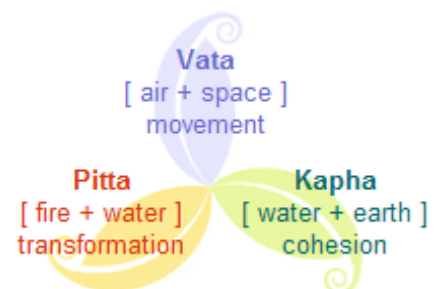 Vata
[ air + space ]
movement
Pitta
[ fire + water ]
transformation
Kapha
[ water + earth ]
cohesion